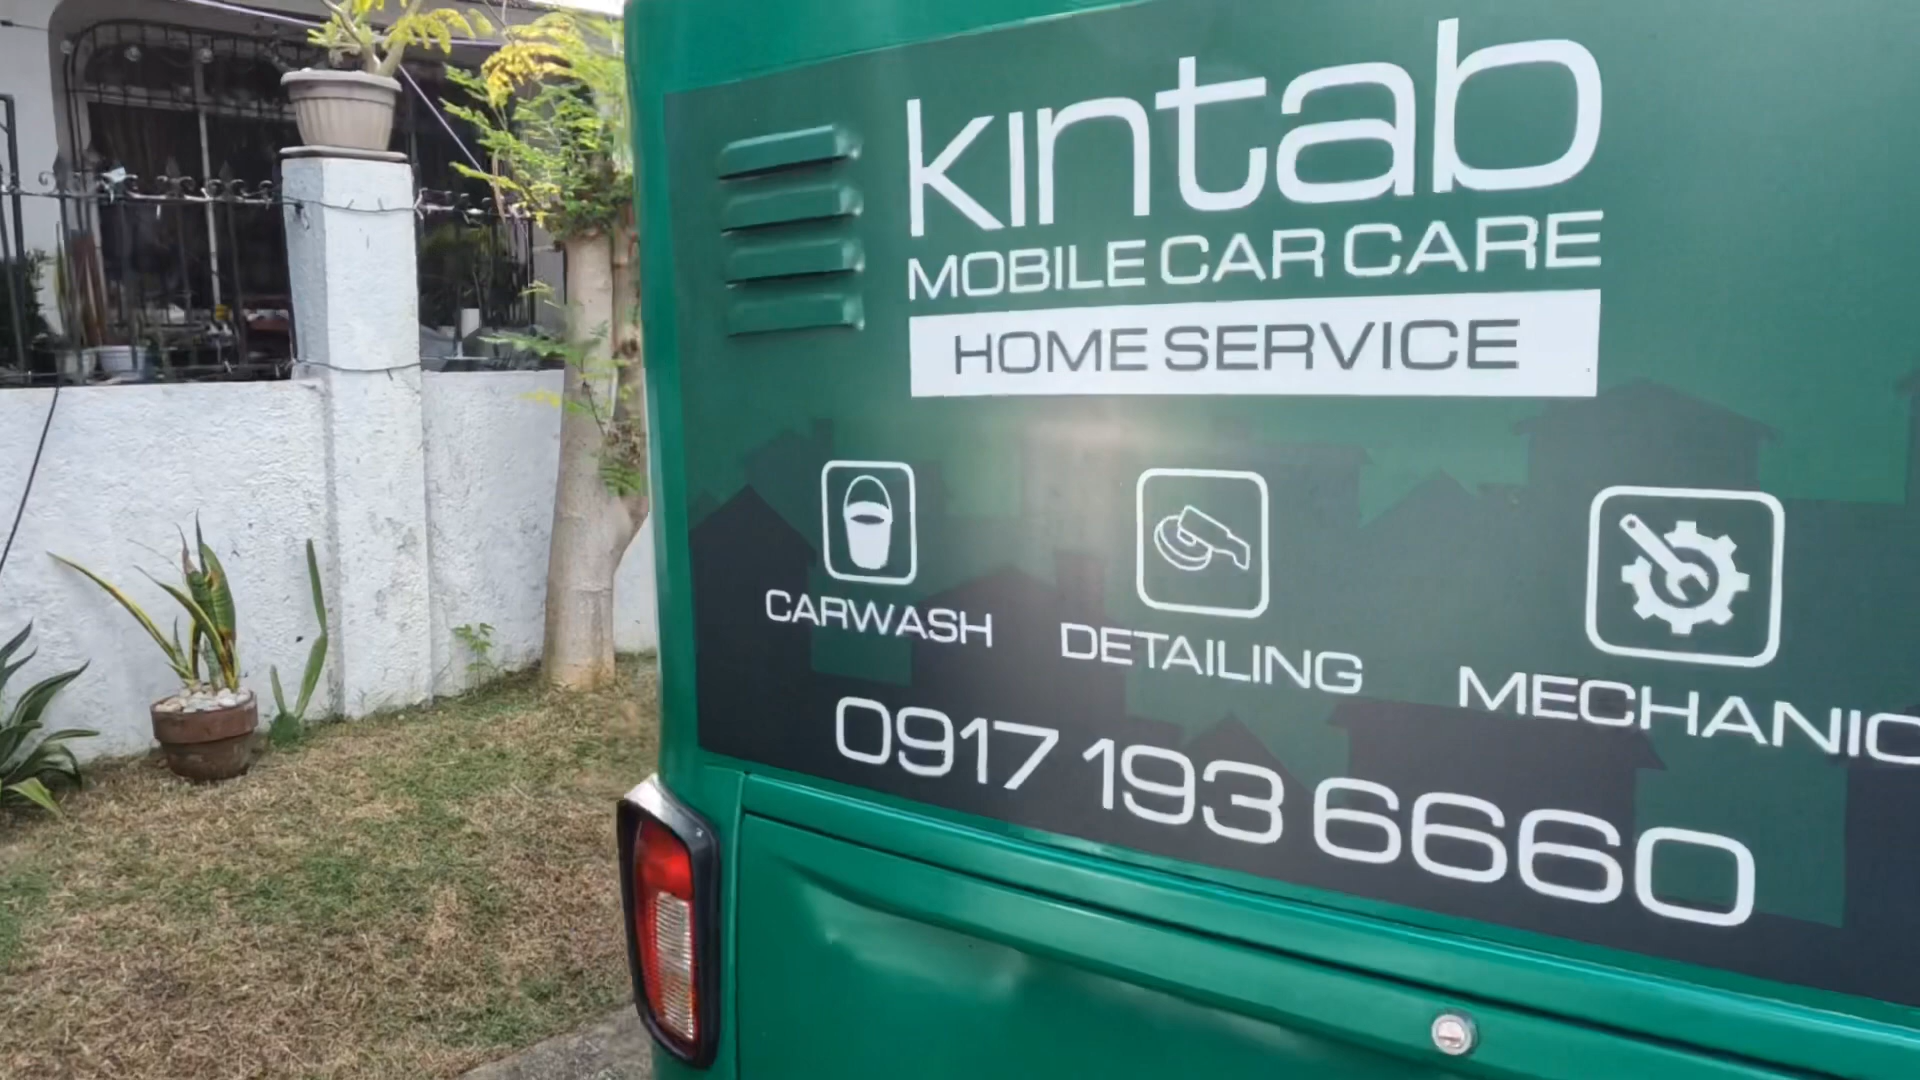 kintab
MOBILE CAR CARE
HOME SERVICE
CARWASH
DETAILING
MECHANIC
0917 193 6660